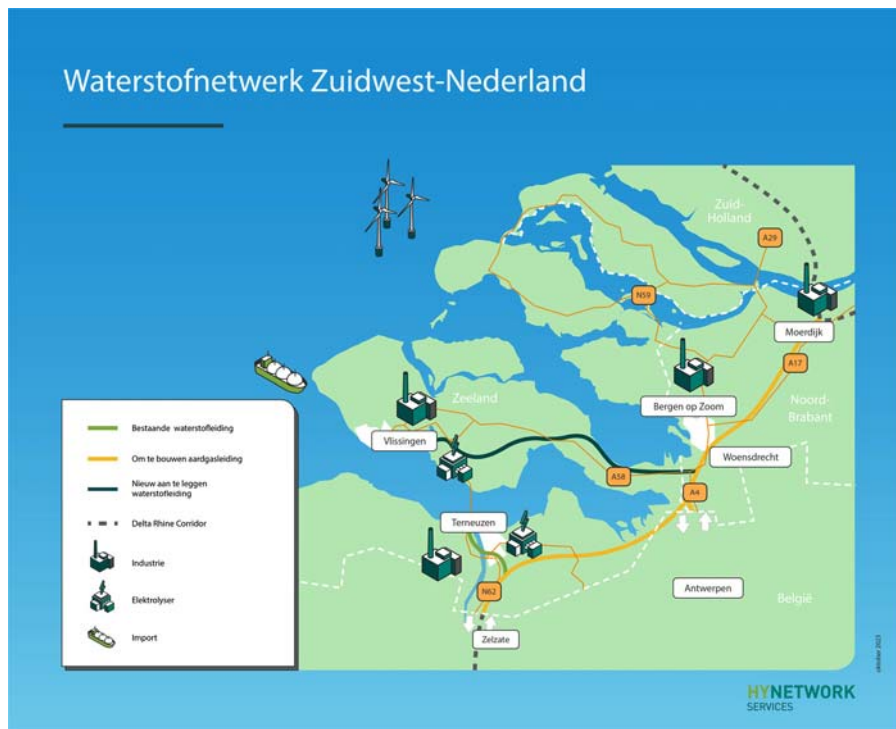 Waterstofnetwerk Zuidwest-Nederland
Zuid-
Holland
A29
N59
Moerdijk
A17
Zeeland
Bergen op Zoom
Noord-
Brabant
Vlissingen
Woensdrecht
A58
A4
Terneuzen
N62
Antwerpen
België
Zelzate
Bestaande waterstofleiding
Om te bouwen aardgasleiding
Nieuw aan te leggen
waterstofleiding
Delta Rhine Corridor
Industrie
Elektrolyser
Import
oktober 2023
HYNETWORK
SERVICES